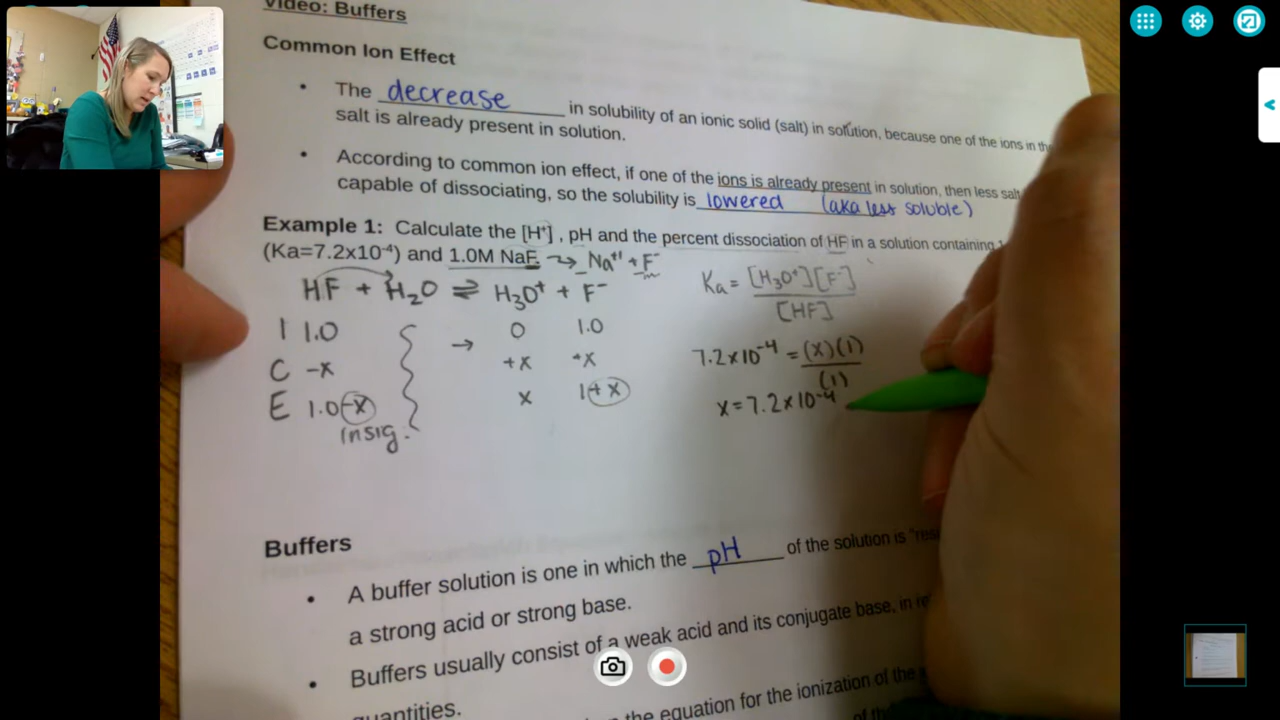 Video: Buffers
Common Ion Effect
• The decrease in solubility of an ionic solid (salt) in solution, because one of the ions in the
salt is already present in solution.
• According to common ion effect, if one of the ions is already present in solution, then less salt
capable of dissociating, so the solubility is lowered (aka less soluble)
Example 1: Calculate the [H⁺] , pH and the percent dissociation of HF in a solution containing
(Ka=7.2x10⁻⁴) and 1.0M NaF. → Na⁺¹ + F⁻
HF + H₂O ⇌ H₃O⁺ + F⁻
Ka = [H₃O⁺][F⁻]
[HF]
I 1.0 → 0 1.0
C -x +x +x
E 1.0-x x 1+x
insig.
7.2x10⁻⁴ = (x)(1)
(1)
x=7.2x10⁻⁴
Buffers
• A buffer solution is one in which the pH of the solution is
a strong acid or strong base.
• Buffers usually consist of a weak acid and its conjugate base, in
quantities.
the equation for the ionization of the
of the